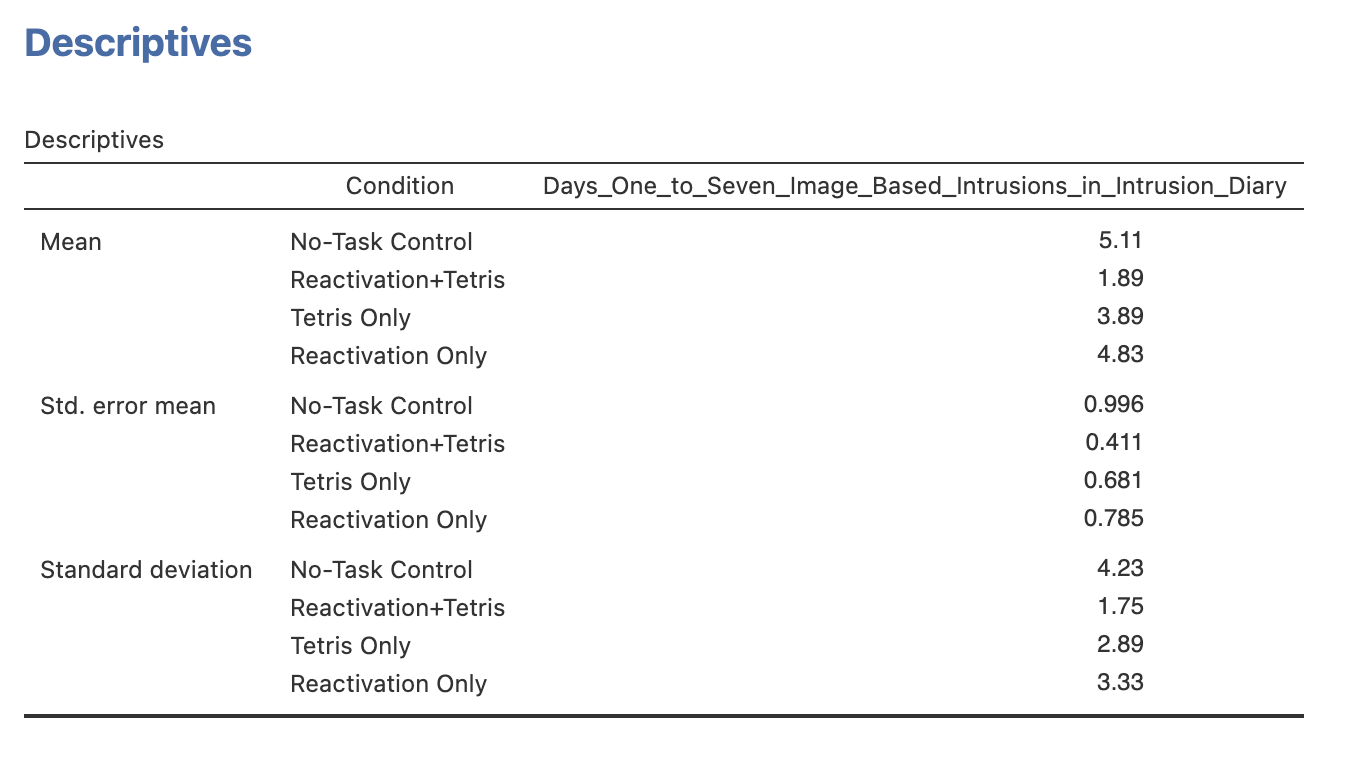 Descriptives
Descriptives
Condition Days_One_to_Seven_Image_Based_Intrusions_in_Intrusion_Diary
Mean No-Task Control 5.11
Reactivation+Tetris 1.89
Tetris Only 3.89
Reactivation Only 4.83
Std. error mean No-Task Control 0.996
Reactivation+Tetris 0.411
Tetris Only 0.681
Reactivation Only 0.785
Standard deviation No-Task Control 4.23
Reactivation+Tetris 1.75
Tetris Only 2.89
Reactivation Only 3.33